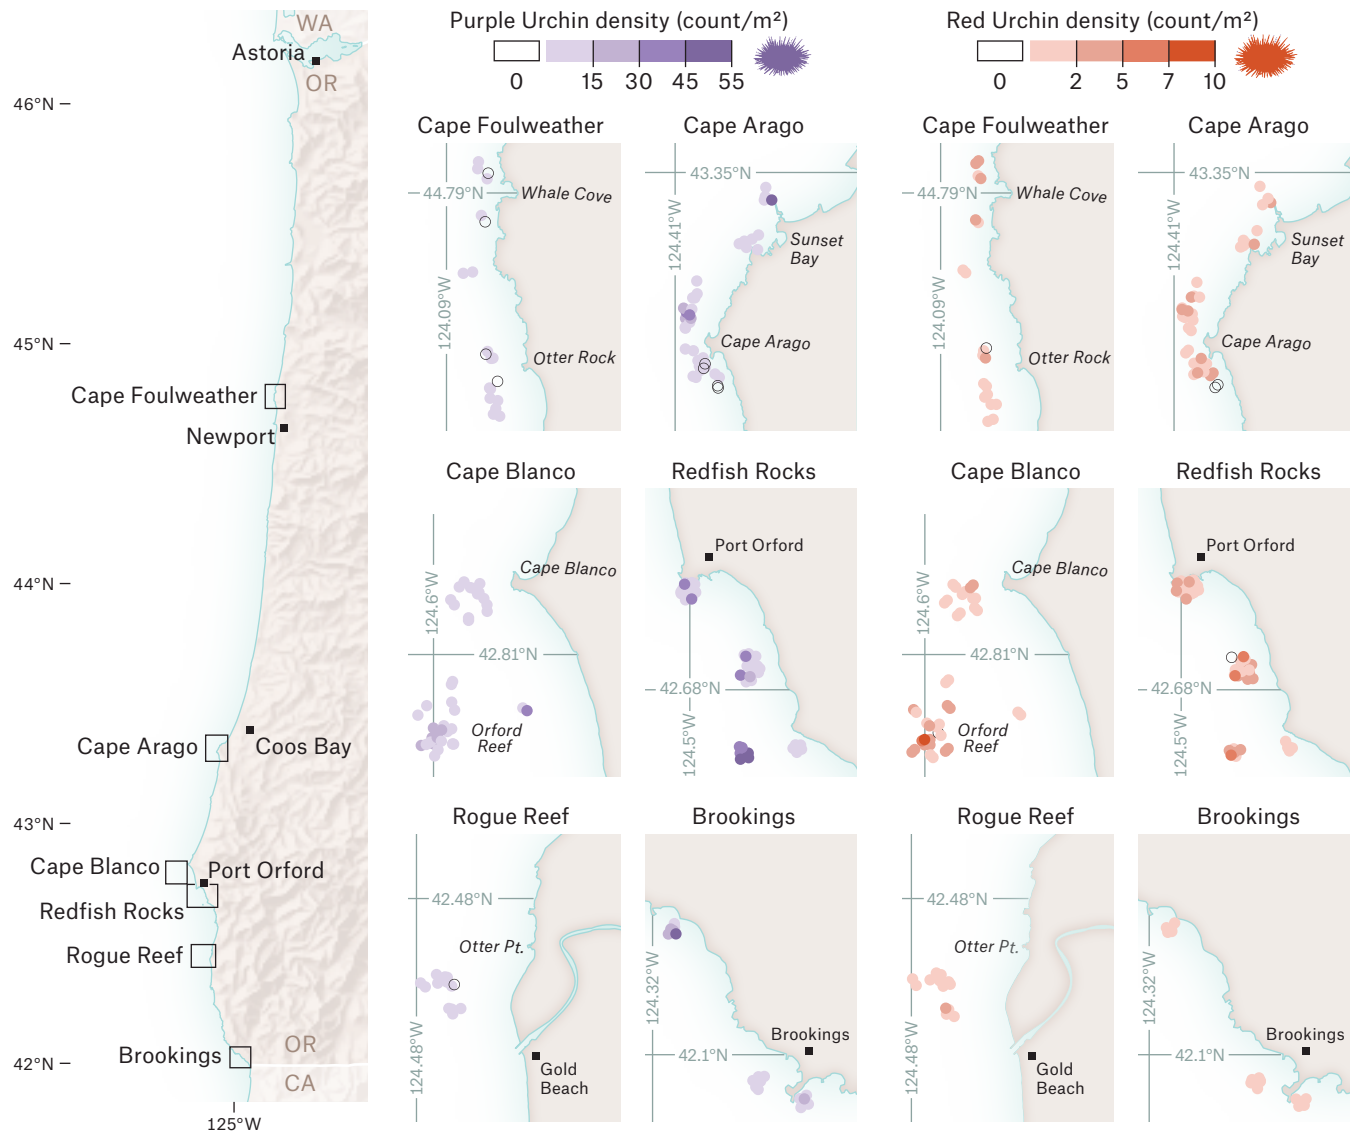 WA
Astoria
OR
46°N
45°N
Cape Foulweather
Newport
44°N
Cape Arago
Coos Bay
43°N
Cape Blanco
Port Orford
Redfish Rocks
Rogue Reef
Brookings
OR
42°N
CA
125°W
Purple Urchin density (count/m²)
0
15
30
45
55
Red Urchin density (count/m²)
0
2
5
7
10
Cape Foulweather
44.79°N
Whale Cove
124.09°W
Otter Rock
Cape Arago
43.35°N
124.41°W
Sunset
Bay
Cape Arago
Cape Foulweather
44.79°N
Whale Cove
124.09°W
Otter Rock
Cape Arago
43.35°N
124.41°W
Sunset
Bay
Cape Arago
Cape Blanco
Cape Blanco
124.6°W
42.81°N
Orford
Reef
Redfish Rocks
Port Orford
42.68°N
124.5°W
Cape Blanco
Cape Blanco
124.6°W
42.81°N
Orford
Reef
Redfish Rocks
Port Orford
42.68°N
124.5°W
Rogue Reef
42.48°N
Otter Pt.
124.48°W
Gold
Beach
Brookings
124.32°W
Brookings
42.1°N
Rogue Reef
42.48°N
Otter Pt.
124.48°W
Gold
Beach
Brookings
124.32°W
Brookings
42.1°N